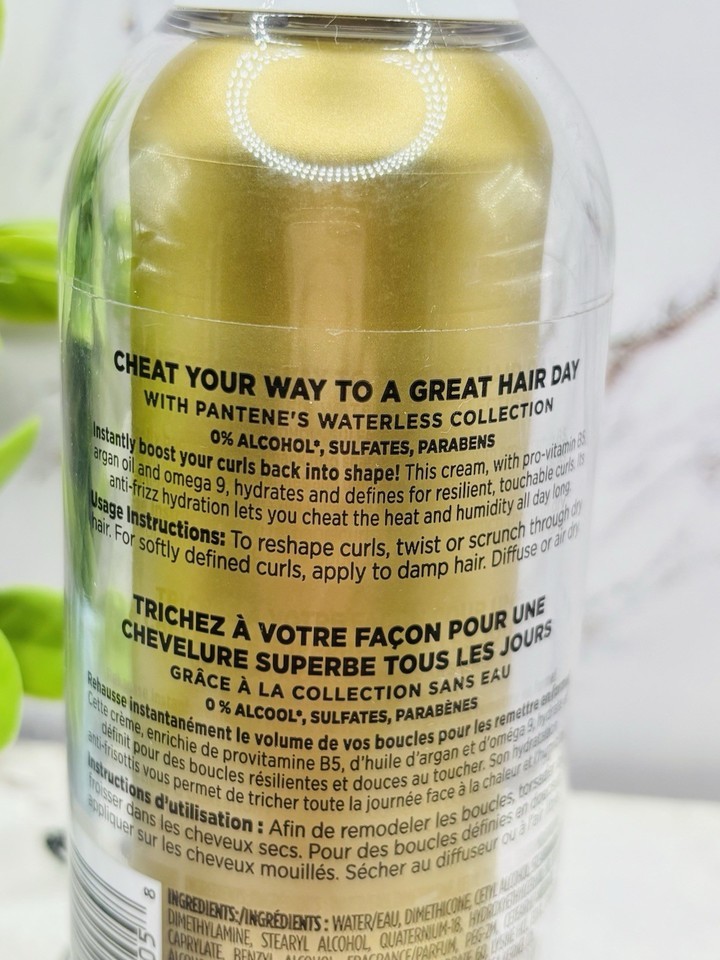 CHEAT YOUR WAY TO A GREAT HAIR DAY
WITH PANTENE'S WATERLESS COLLECTION
0% ALCOHOL*, SULFATES, PARABENS
Instantly boost your curls back into shape! This cream, with pro-vitamin B5,
argan oil and omega 9, hydrates and defines for resilient, touchable curls. Its
anti-frizz hydration lets you cheat the heat and humidity all day long.
Usage Instructions: To reshape curls, twist or scrunch through dry
hair. For softly defined curls, apply to damp hair. Diffuse or air dry
TRICHEZ À VOTRE FAÇON POUR UNE
CHEVELURE SUPERBE TOUS LES JOURS
GRÂCE À LA COLLECTION SANS EAU
0 % ALCOOL*, SULFATES, PARABÈNES
Rehausse instantanément le volume de vos boucles pour les remettre en
Cette crème, enrichie de provitamine B5, d'huile d'argan et d'oméga 9,
définit pour des boucles résilientes et douces au toucher. Son
anti-frisottis vous permet de tricher toute la journée face à la chaleur et
Instructions d'utilisation : Afin de remodeler les boucles,
froisser dans les cheveux secs. Pour des boucles définies en
appliquer sur les cheveux mouillés. Sécher au diffuseur ou à l'air
INGREDIENTS:/INGRÉDIENTS : WATER/EAU, DIMETHICONE, CETYL ALCOHOL,
DIMETHYLAMINE, STEARYL ALCOHOL, QUATERNIUM-18,
CAPRYLATE, BENZYL ALCOHOL, FRAGRANCE/PARFUM, PEG-2M,
05 8